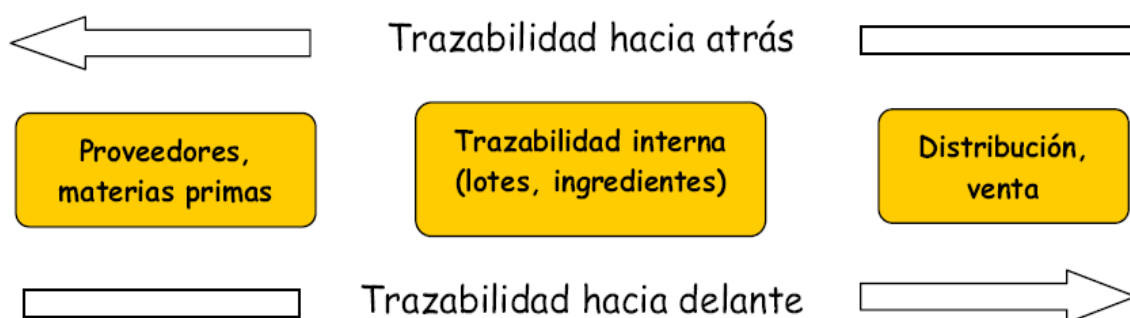 Trazabilidad hacia atrás
Proveedores,
materias primas
Trazabilidad interna
(lotes, ingredientes)
Distribución,
venta
Trazabilidad hacia delante